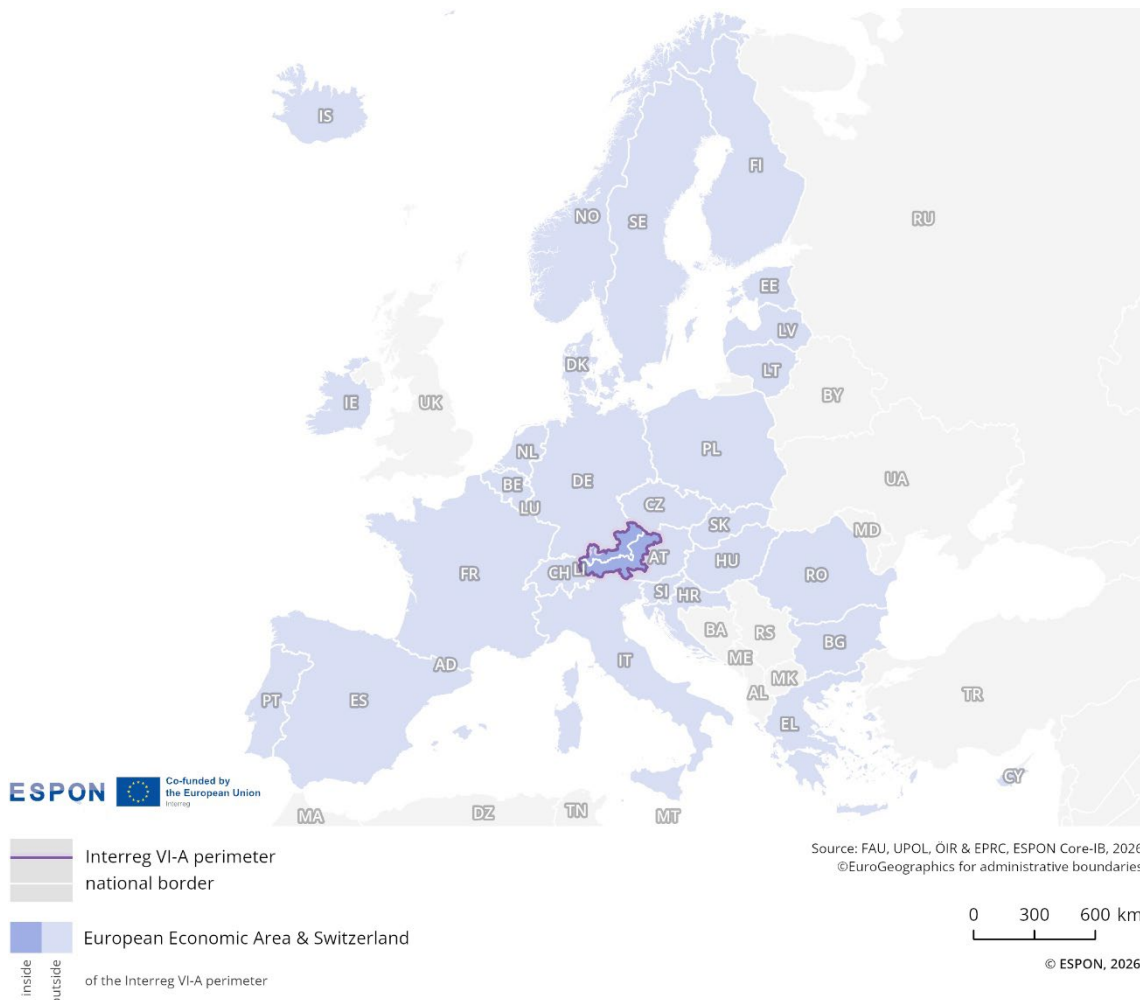 IS
FI
NO
SE
RU
EE
LV
LT
DK
BY
IE
UK
NL
PL
DE
BE
UA
LU
CZ
SK
MD
AT
HU
FR
CH
LI
RO
SI
HR
BA
RS
BG
IT
ME
AD
MK
AL
PT
ES
TR
EL
CY
MA
DZ
TN
MT
ESPON
Co-funded by
the European Union
Interreg
Interreg VI-A perimeter
national border
European Economic Area & Switzerland
inside
outside
of the Interreg VI-A perimeter
Source: FAU, UPOL, ÖIR & EPRC, ESPON Core-IB, 2026
©EuroGeographics for administrative boundaries
0 300 600 km
© ESPON, 2026